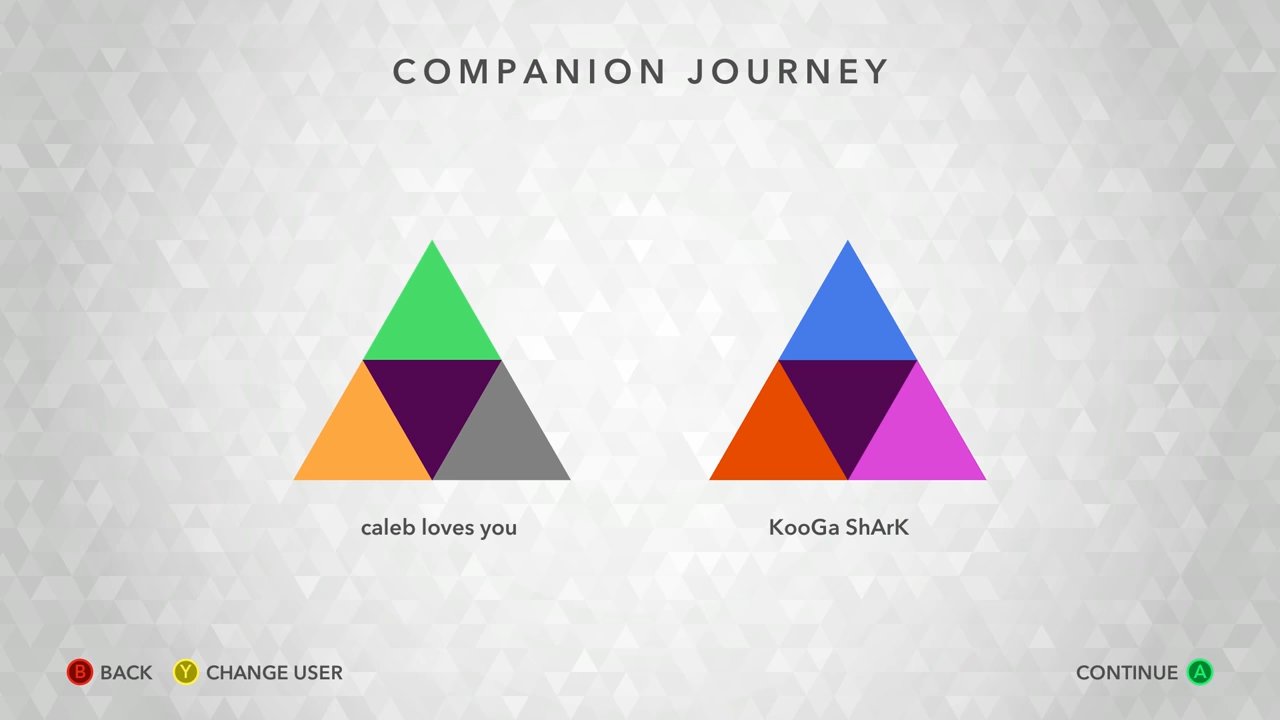 COMPANION JOURNEY
caleb loves you
KooGa ShArK
B BACK Y CHANGE USER
CONTINUE A